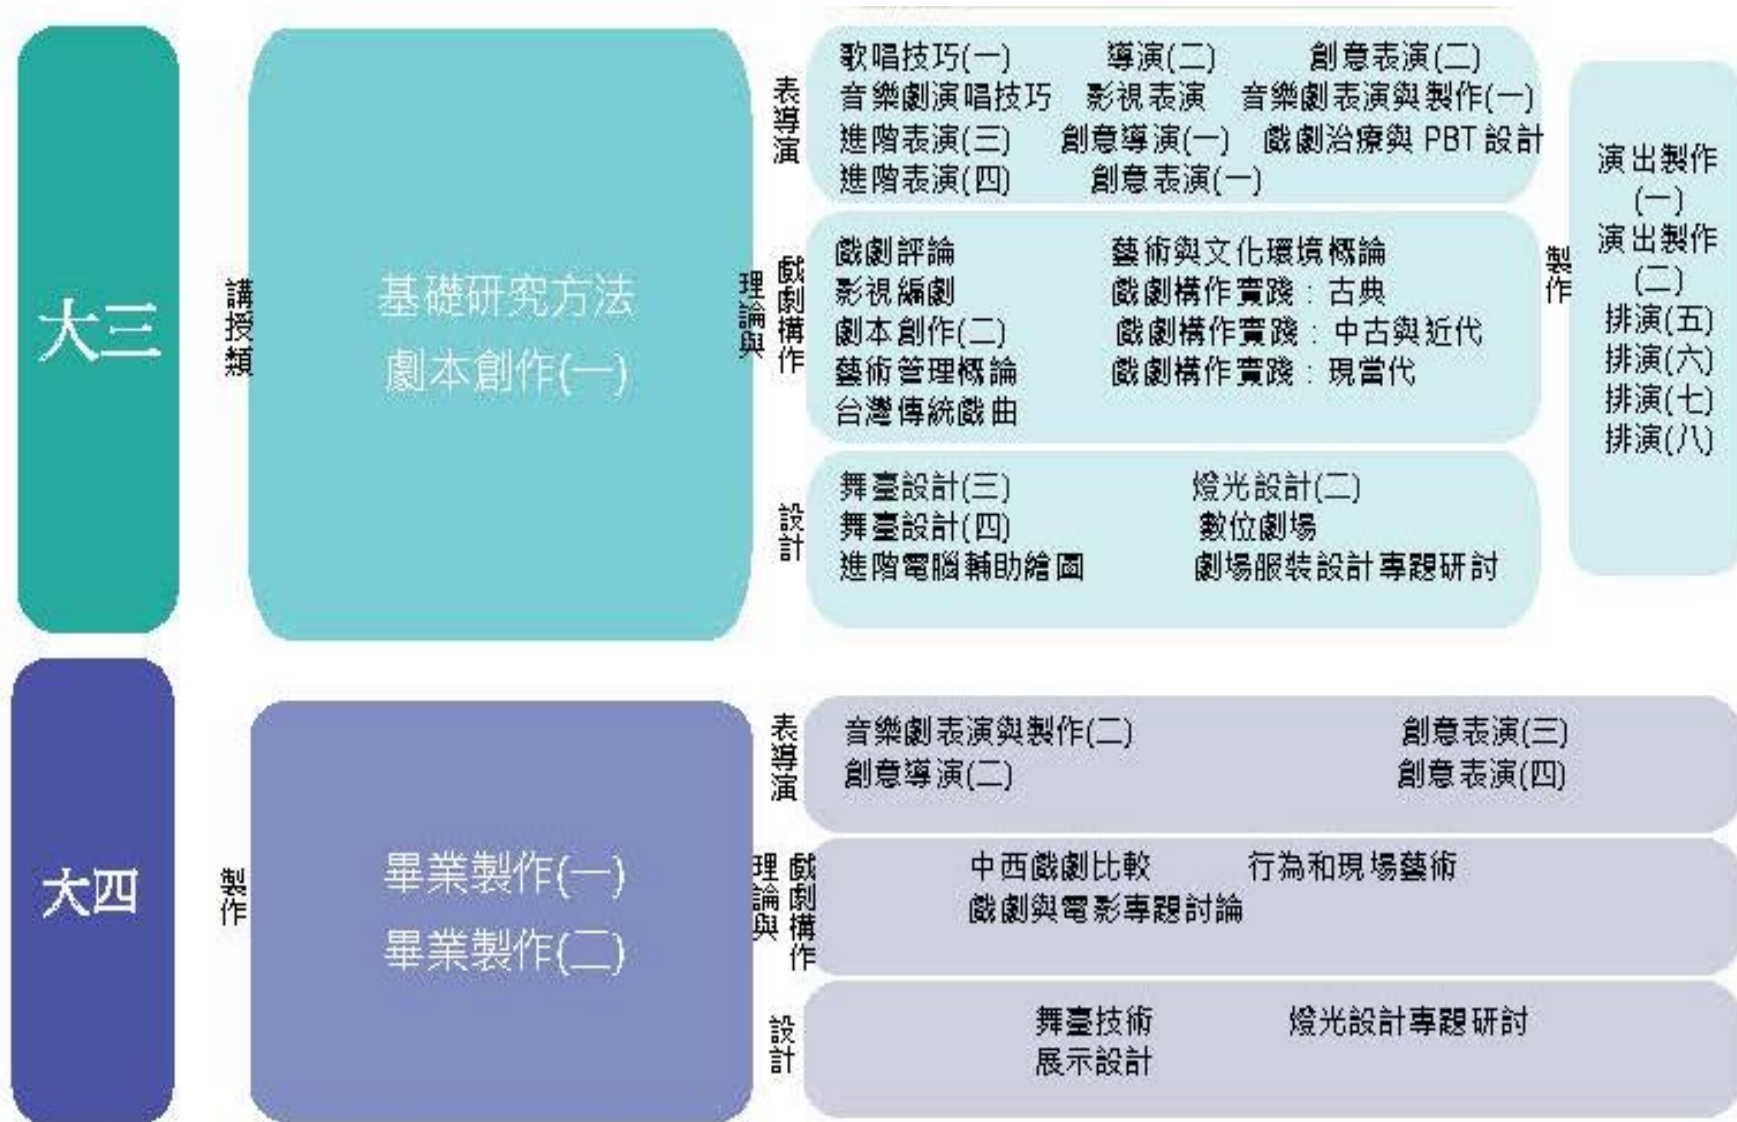 大三
講授類
基礎研究方法
劇本創作(一)
表導演
歌唱技巧(一) 導演(二) 創意表演(二)
音樂劇演唱技巧 影視表演 音樂劇表演與製作(一)
進階表演(三) 創意導演(一) 戲劇治療與 PBT 設計
進階表演(四) 創意表演(一)
理論與
戲劇構作
戲劇評論 藝術與文化環境概論
影視編劇 戲劇構作實踐：古典
劇本創作(二) 戲劇構作實踐：中古與近代
藝術管理概論 戲劇構作實踐：現當代
台灣傳統戲曲
設計
舞臺設計(三) 燈光設計(二)
舞臺設計(四) 數位劇場
進階電腦輔助繪圖 劇場服裝設計專題研討
製作
演出製作
(一)
演出製作
(二)
排演(五)
排演(六)
排演(七)
排演(八)
大四
製作
畢業製作(一)
畢業製作(二)
表導演
音樂劇表演與製作(二) 創意表演(三)
創意導演(二) 創意表演(四)
理論與
戲劇構作
中西戲劇比較 行為和現場藝術
戲劇與電影專題討論
設計
舞臺技術 燈光設計專題研討
展示設計